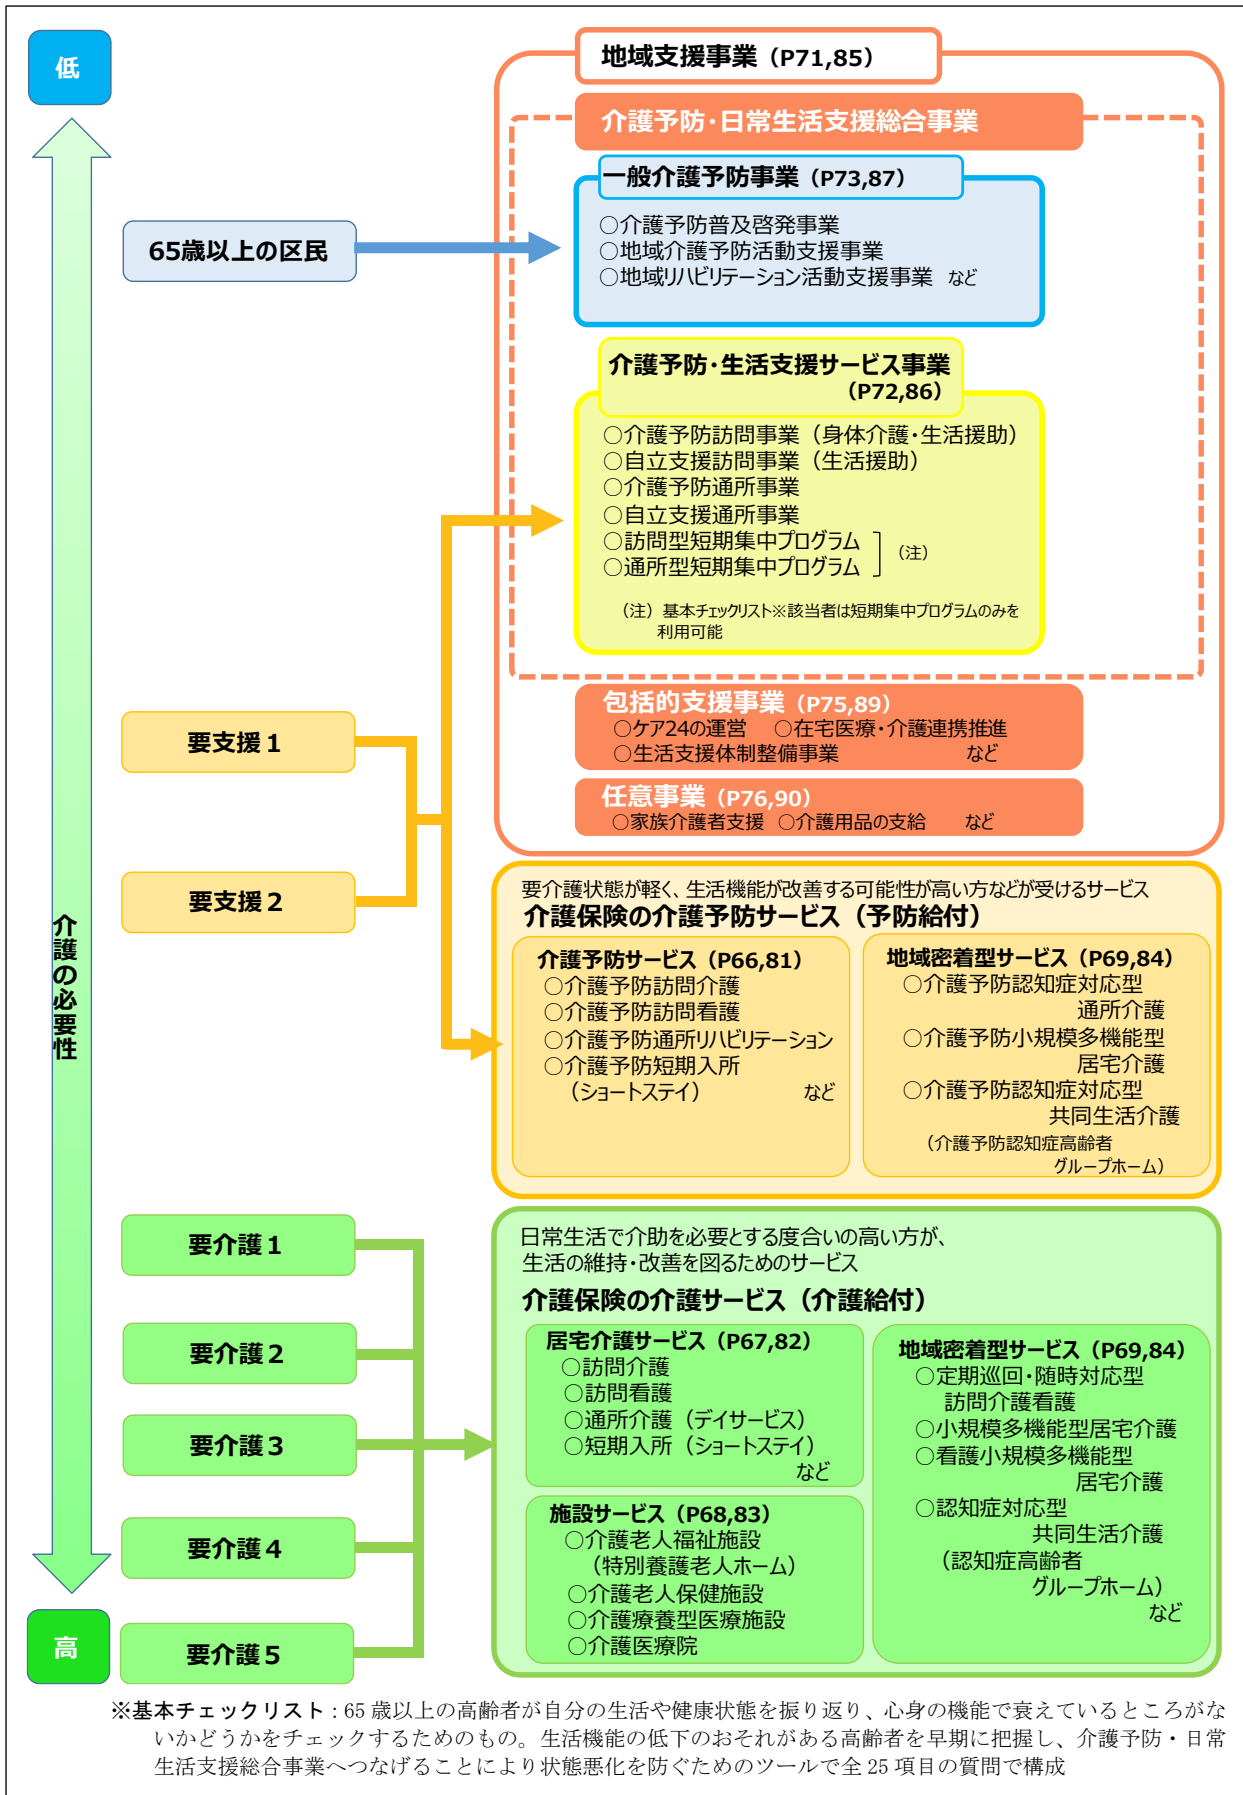 低
地域支援事業（P71,85）
介護予防・日常生活支援総合事業
一般介護予防事業（P73,87）
○介護予防普及啓発事業
○地域介護予防活動支援事業
○地域リハビリテーション活動支援事業　など
65歳以上の区民
介護予防・生活支援サービス事業
（P72,86）
○介護予防訪問事業（身体介護・生活援助）
○自立支援訪問事業（生活援助）
○介護予防通所事業
○自立支援通所事業
○訪問型短期集中プログラム
○通所型短期集中プログラム
（注）
（注）基本チェックリスト※該当者は短期集中プログラムのみを
利用可能
包括的支援事業（P75,89）
○ケア24の運営　○在宅医療・介護連携推進
○生活支援体制整備事業　など
任意事業（P76,90）
○家族介護者支援　○介護用品の支給　など
要支援１
要支援２
介護の必要性
要介護状態が軽く、生活機能が改善する可能性が高い方などが受けるサービス
介護保険の介護予防サービス（予防給付）
介護予防サービス（P66,81）
○介護予防訪問介護
○介護予防訪問看護
○介護予防通所リハビリテーション
○介護予防短期入所
（ショートステイ）　など
地域密着型サービス（P69,84）
○介護予防認知症対応型
通所介護
○介護予防小規模多機能型
居宅介護
○介護予防認知症対応型
共同生活介護
（介護予防認知症高齢者
グループホーム）
要介護１
要介護２
要介護３
要介護４
要介護５
高
日常生活で介助を必要とする度合いの高い方が、
生活の維持・改善を図るためのサービス
介護保険の介護サービス（介護給付）
居宅介護サービス（P67,82）
○訪問介護
○訪問看護
○通所介護（デイサービス）
○短期入所（ショートステイ）
など
施設サービス（P68,83）
○介護老人福祉施設
（特別養護老人ホーム）
○介護老人保健施設
○介護療養型医療施設
○介護医療院
地域密着型サービス（P69,84）
○定期巡回・随時対応型
訪問介護看護
○小規模多機能型居宅介護
○看護小規模多機能型
居宅介護
○認知症対応型
共同生活介護
（認知症高齢者
グループホーム）
など
※基本チェックリスト：65 歳以上の高齢者が自分の生活や健康状態を振り返り、心身の機能で衰えているところがな
いかどうかをチェックするためのもの。生活機能の低下のおそれがある高齢者を早期に把握し、介護予防・日常
生活支援総合事業へつなげることにより状態悪化を防ぐためのツールで全 25 項目の質問で構成